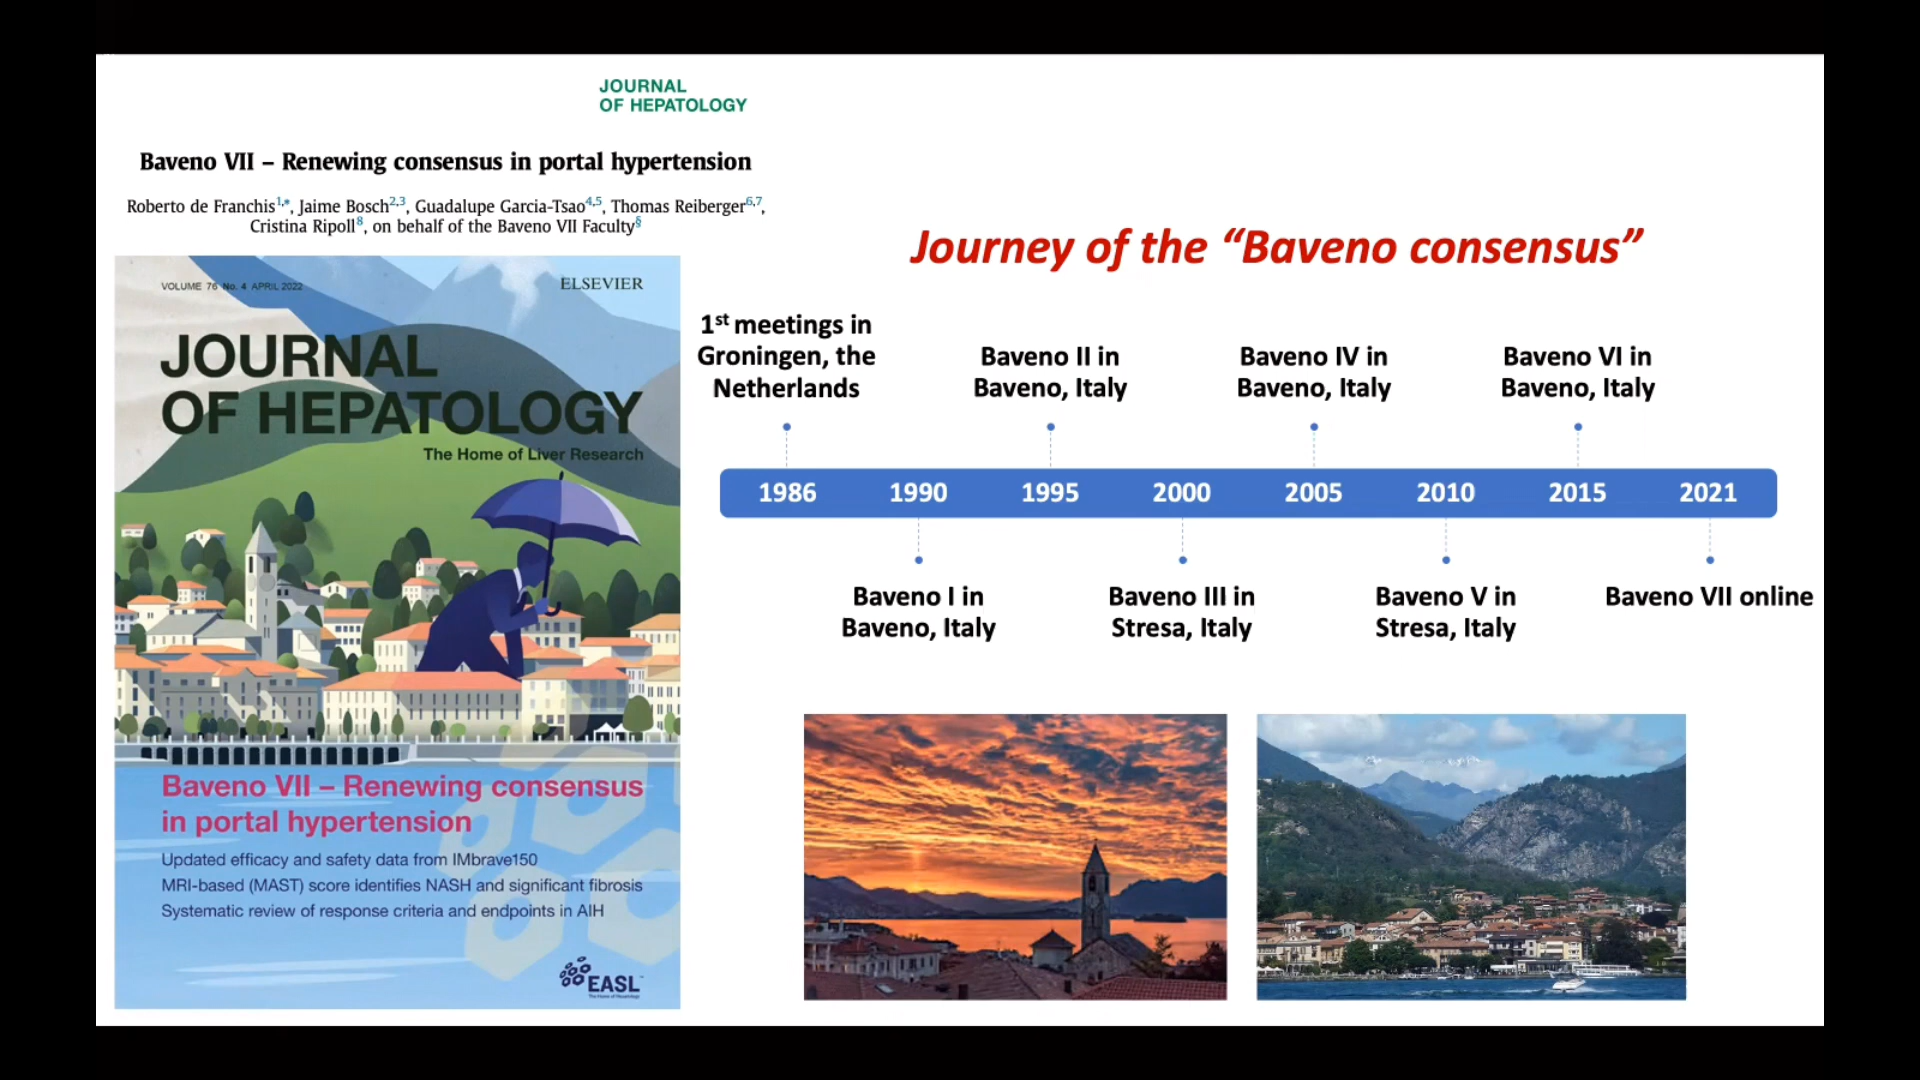 JOURNAL
OF HEPATOLOGY
Baveno VII – Renewing consensus in portal hypertension
Roberto de Franchis1,*, Jaime Bosch2,3, Guadalupe Garcia-Tsao4,5, Thomas Reiberger6,7,
Cristina Ripoll8, on behalf of the Baveno VII Faculty§
VOLUME 76 No. 4 APRIL 2022
ELSEVIER
JOURNAL
OF HEPATOLOGY
The Home of Liver Research
Baveno VII – Renewing consensus
in portal hypertension
Updated efficacy and safety data from IMbrave150
MRI-based (MAST) score identifies NASH and significant fibrosis
Systematic review of response criteria and endpoints in AIH
EASL
The Home of Hepatology
Journey of the “Baveno consensus”
1st meetings in
Groningen, the
Netherlands
Baveno II in
Baveno, Italy
Baveno IV in
Baveno, Italy
Baveno VI in
Baveno, Italy
1986 1990 1995 2000 2005 2010 2015 2021
Baveno I in
Baveno, Italy
Baveno III in
Stresa, Italy
Baveno V in
Stresa, Italy
Baveno VII online